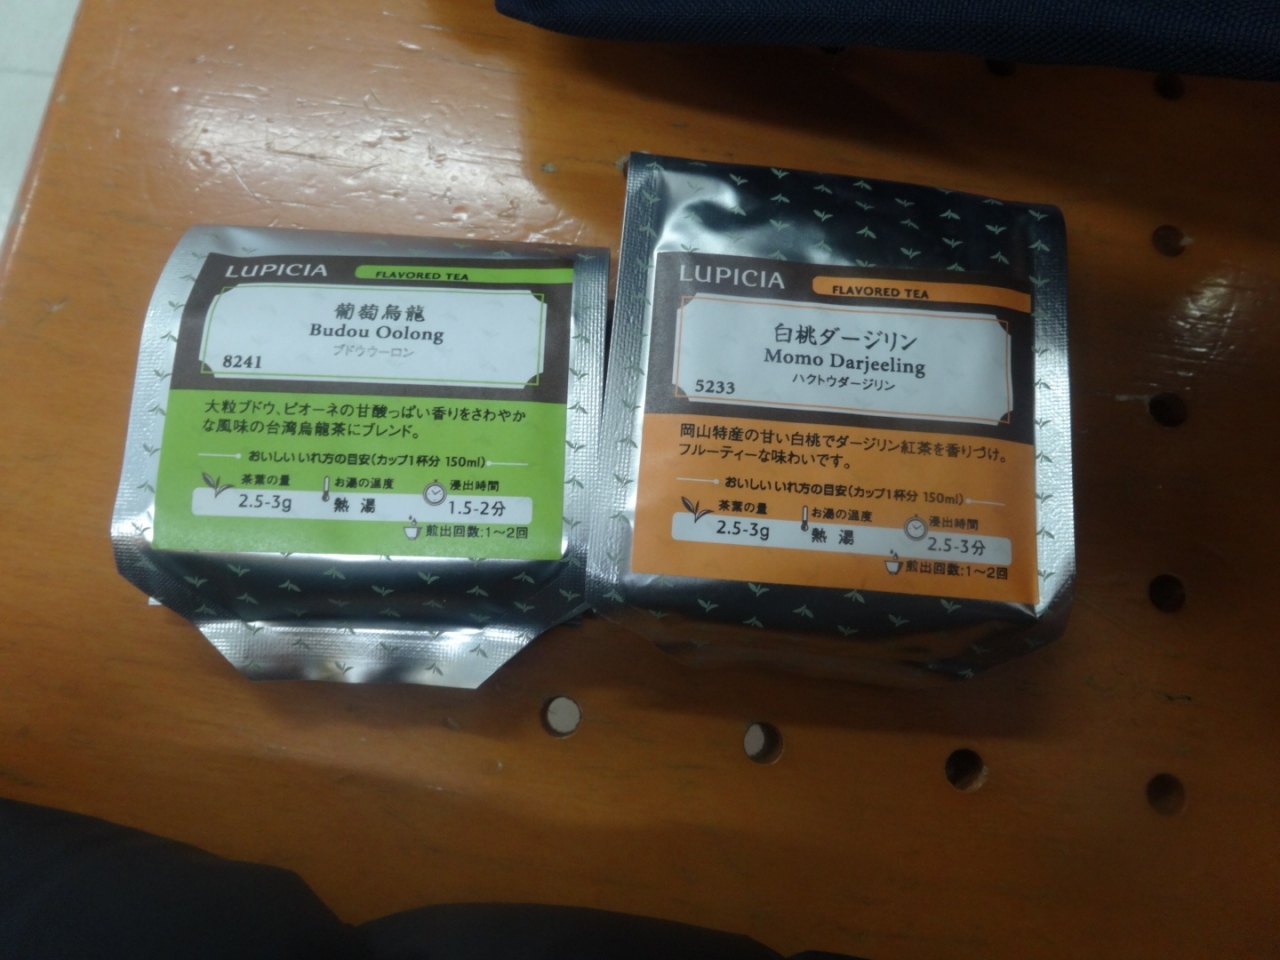 LUPICIA
FLAVORED TEA
葡萄烏龍
Budou Oolong
ブドウウーロン
8241
大粒ブドウ、ピオーネの甘酸っぱい香りをさわやか
な風味の台湾烏龍茶にブレンド。
おいしいいれ方の目安(カップ1杯分 150ml)
茶葉の量
お湯の温度
浸出時間
2.5-3g
熱湯
1.5-2分
煎出回数:1～2回
LUPICIA
FLAVORED TEA
白桃ダージリン
Momo Darjeeling
ハクトウダージリン
5233
岡山特産の甘い白桃でダージリン紅茶を香りづけ。
フルーティーな味わいです。
おいしいいれ方の目安(カップ1杯分 150ml)
茶葉の量
お湯の温度
浸出時間
2.5-3g
熱湯
2.5-3分
煎出回数:1～2回